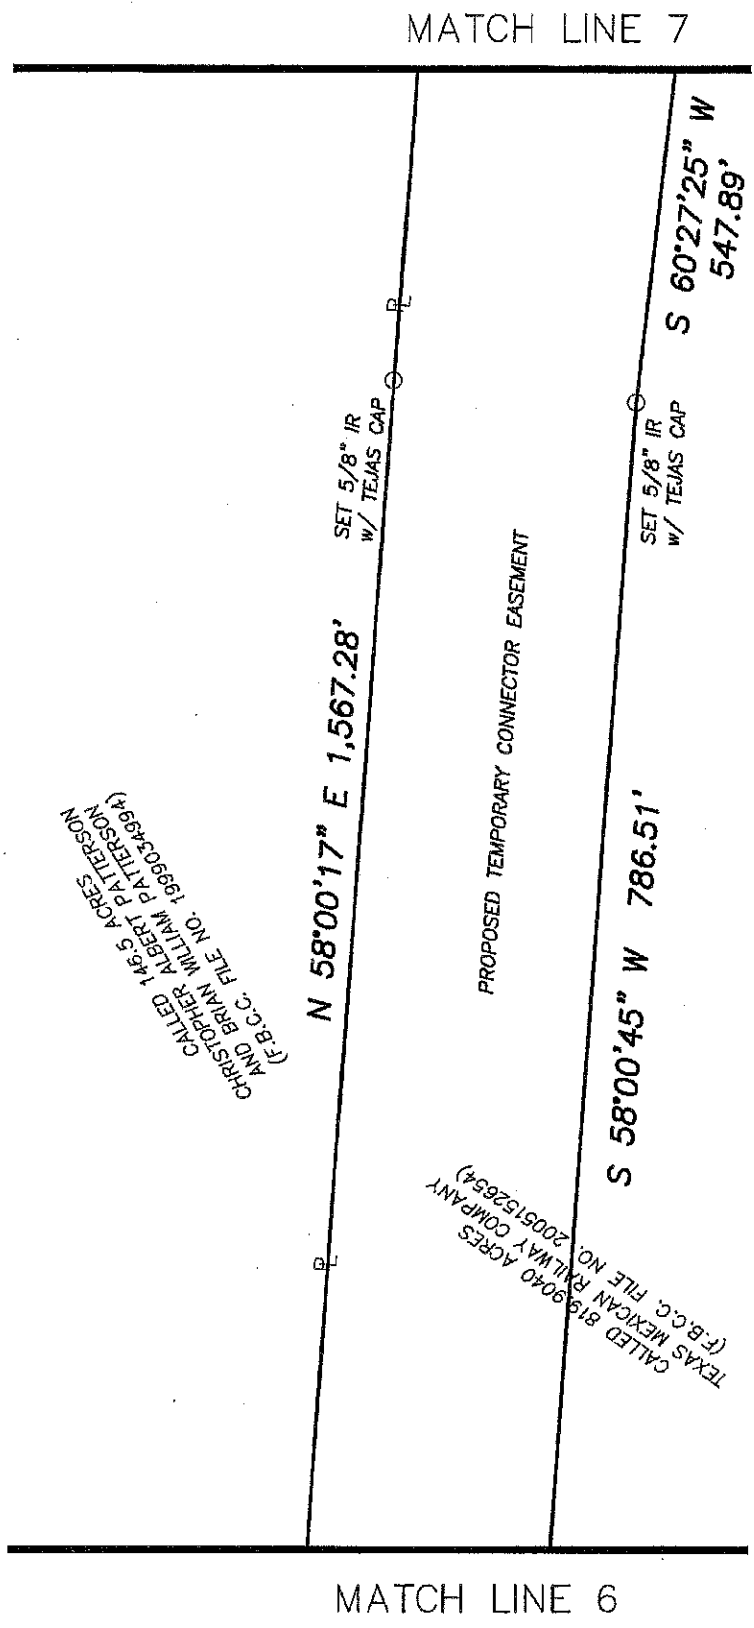 MATCH LINE 7
S 60°27'25" W
547.89'
PL
SET 5/8" IR
w/ TEJAS CAP
SET 5/8" IR
w/ TEJAS CAP
N 58°00'17" E 1,567.28'
PROPOSED TEMPORARY CONNECTOR EASEMENT
S 58°00'45" W 786.51'
CALLED 146.5 ACRES
CHRISTOPHER ALBERT PATTERSON
AND BRIAN WILLIAM PATTERSON
(F.B.C.C. FILE NO. 1999034994)
PL
CALLED 819.9040 ACRES
TEXAS MEXICAN RAILWAY COMPANY
(F.B.C.C. FILE NO. 2005152654)
MATCH LINE 6